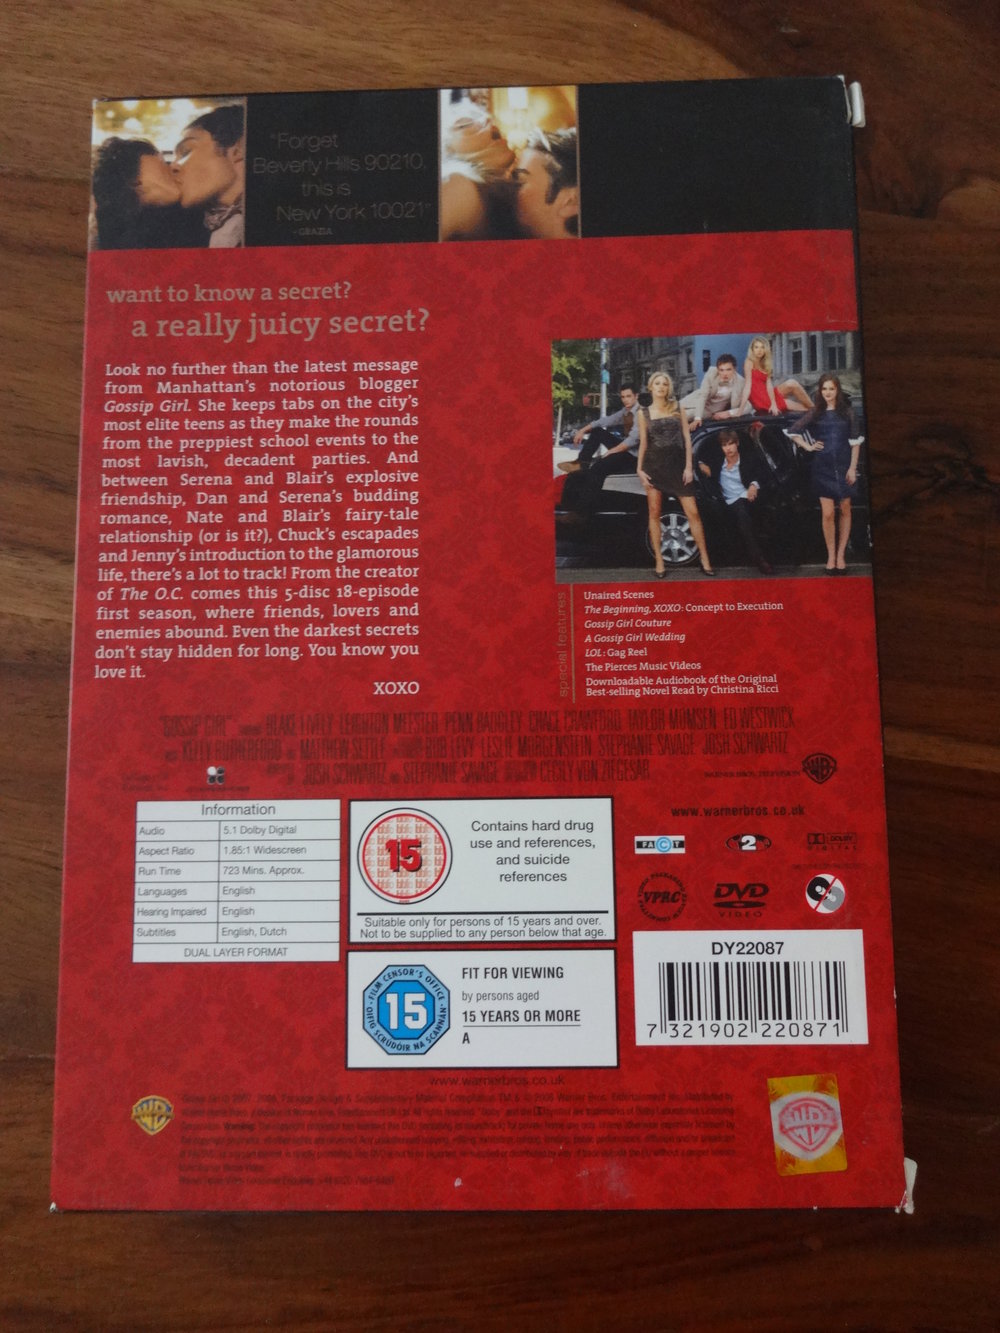 "Forget
Beverly Hills 90210,
this is
New York 10021"
- GRAZIA
want to know a secret?
a really juicy secret?
Look no further than the latest message
from Manhattan's notorious blogger
Gossip Girl. She keeps tabs on the city's
most elite teens as they make the rounds
from the preppiest school events to the
most lavish, decadent parties. And
between Serena and Blair's explosive
friendship, Dan and Serena's budding
romance, Nate and Blair's fairy-tale
relationship (or is it?), Chuck's escapades
and Jenny's introduction to the glamorous
life, there's a lot to track! From the creator
of The O.C. comes this 5-disc 18-episode
first season, where friends, lovers and
enemies abound. Even the darkest secrets
don't stay hidden for long. You know you
love it.
XOXO
special features
Unaired Scenes
The Beginning, XOXO: Concept to Execution
Gossip Girl Couture
A Gossip Girl Wedding
LOL: Gag Reel
The Pierces Music Videos
Downloadable Audiobook of the Original
Best-selling Novel Read by Christina Ricci
"GOSSIP GIRL" BLAKE LIVELY LEIGHTON MEESTER PENN BADGLEY CHACE CRAWFORD TAYLOR MOMSEN ED WESTWICK
KELLY RUTHERFORD MATTHEW SETTLE BOB LEVY LESLIE MORGENSTEIN STEPHANIE SAVAGE JOSH SCHWARTZ
JOSH SCHWARTZ STEPHANIE SAVAGE CECILY VON ZIEGESAR
WARNER BROS. TELEVISION
Information
Audio 5.1 Dolby Digital
Aspect Ratio 1.85:1 Widescreen
Run Time 723 Mins. Approx.
Languages English
Hearing Impaired English
Subtitles English, Dutch
DUAL LAYER FORMAT
15
Contains hard drug
use and references,
and suicide
references
Suitable only for persons of 15 years and over.
Not to be supplied to any person below that age.
FILM CENSOR'S OFFICE
15
OIFIG SCRÚDÓIR NA SCANNÁN
FIT FOR VIEWING
by persons aged
15 YEARS OR MORE
A
www.warnerbros.co.uk
FACT
2
DOLBY
DIGITAL
VPRC
DVD
VIDEO
DY22087
7 321902 220871
www.warnerbros.co.uk
WB